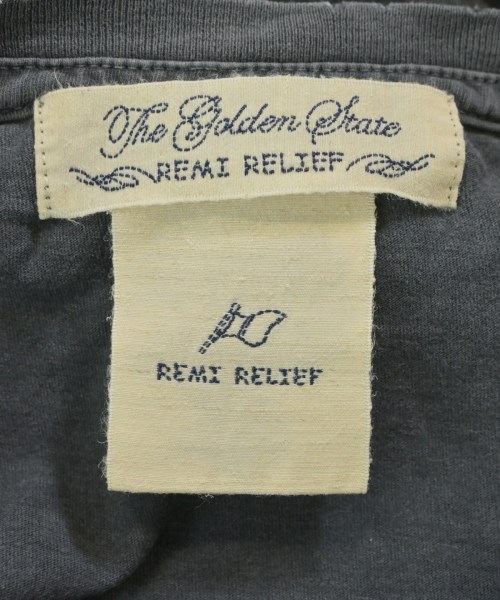 The Golden State
REMI RELIEF
REMI RELIEF